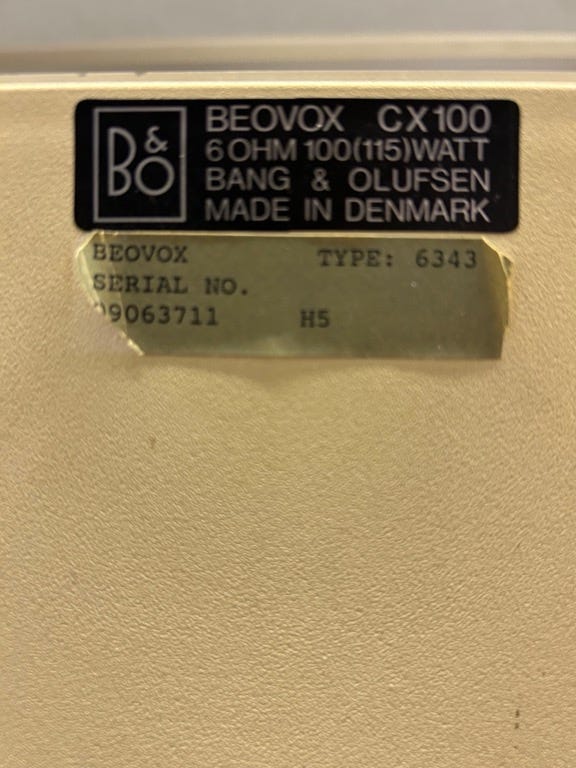 B&O
BEOVOX CX100
6 OHM 100(115)WATT
BANG & OLUFSEN
MADE IN DENMARK
BEOVOX TYPE: 6343
SERIAL NO.
09063711 H5